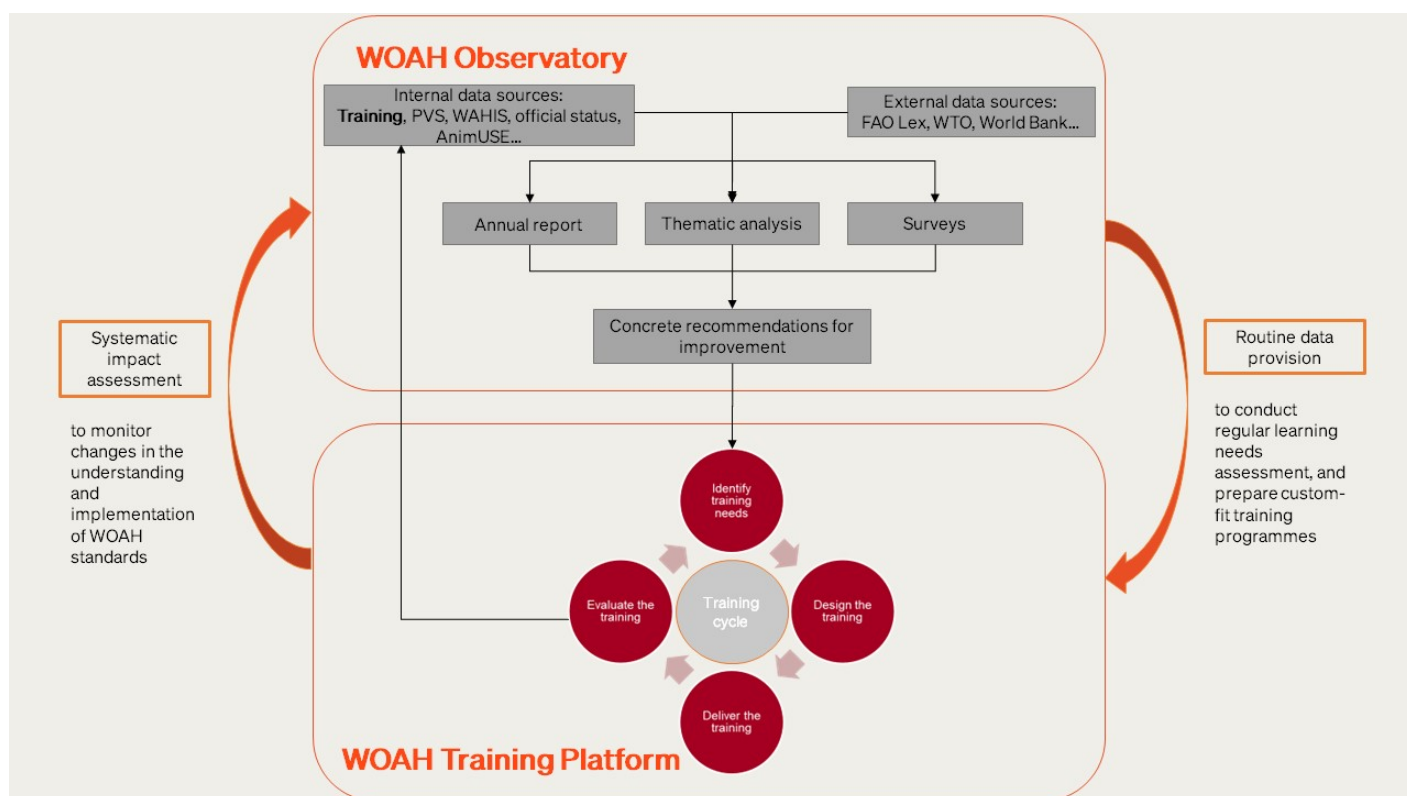 WOAH Observatory
Internal data sources:
Training, PVS, WAHIS, official status,
AnimUSE...
External data sources:
FAO Lex, WTO, World Bank...
Annual report
Thematic analysis
Surveys
Concrete recommendations for
improvement
Systematic
impact
assessment
to monitor
changes in the
understanding
and
implementation
of WOAH
standards
Routine data
provision
to conduct
regular learning
needs
assessment, and
prepare custom-
fit training
programmes
Identify
training
needs
Evaluate the
training
Training
cycle
Design the
training
Deliver the
training
WOAH Training Platform